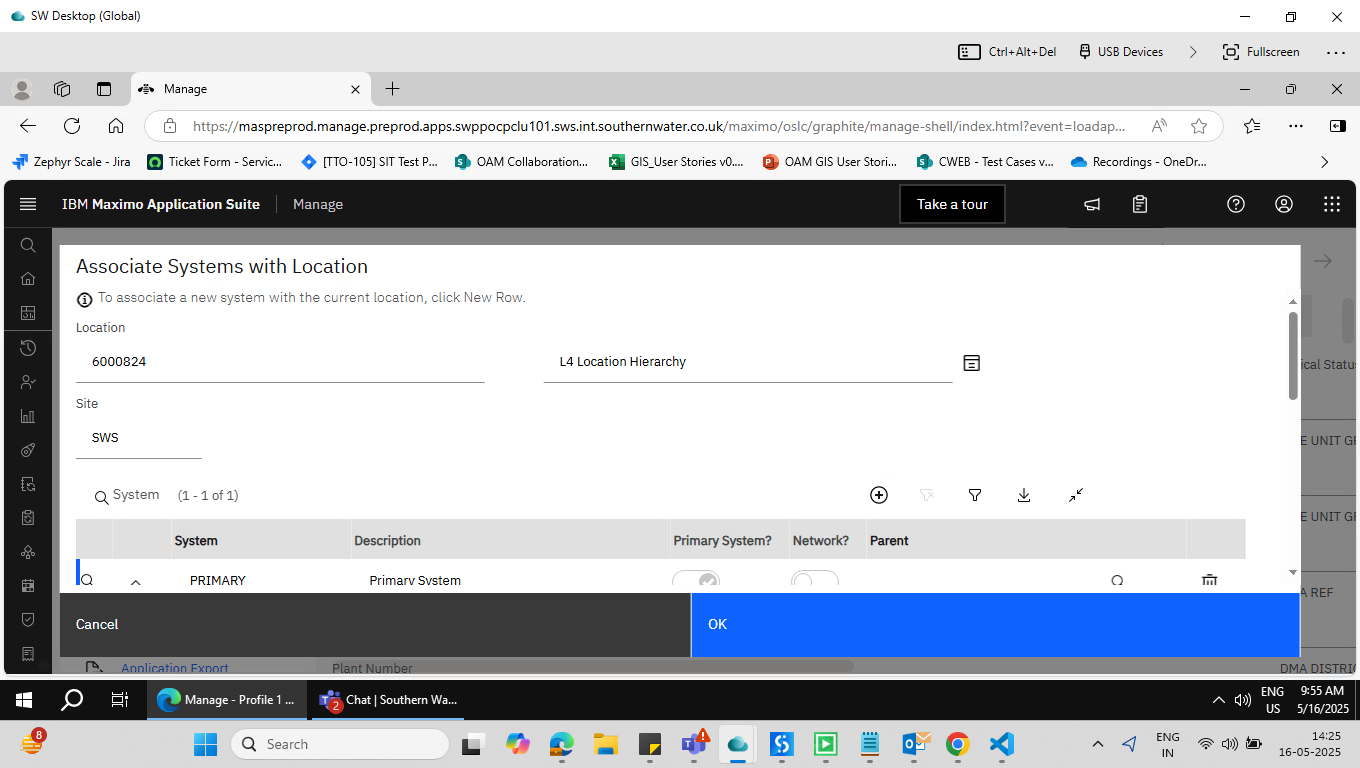 SW Desktop (Global)
Ctrl+Alt+Del USB Devices Fullscreen
Manage
https://maspreprod.manage.preprod.apps.swppocpclu101.sws.int.southernwater.co.uk/maximo/oslc/graphite/manage-shell/index.html?event=loadap...
Zephyr Scale - Jira Ticket Form - Servic... [TTO-105] SIT Test P... OAM Collaboration... GIS_User Stories v0.... OAM GIS User Stori... CWEB - Test Cases v... Recordings - OneDr...
IBM Maximo Application Suite Manage Take a tour
Associate Systems with Location
To associate a new system with the current location, click New Row.
Location
6000824 L4 Location Hierarchy
ical Statu
Site
SWS
E UNIT G
System (1 - 1 of 1)
E UNIT G
System Description Primary System? Network? Parent
PRIMARY Primary System
A REF
Cancel OK
Application Export Plant Number DMA DISTRI
Manage - Profile 1 ... 2 Chat | Southern Wa... ENG US 9:55 AM 5/16/2025
8 Search ENG IN 14:25 16-05-2025